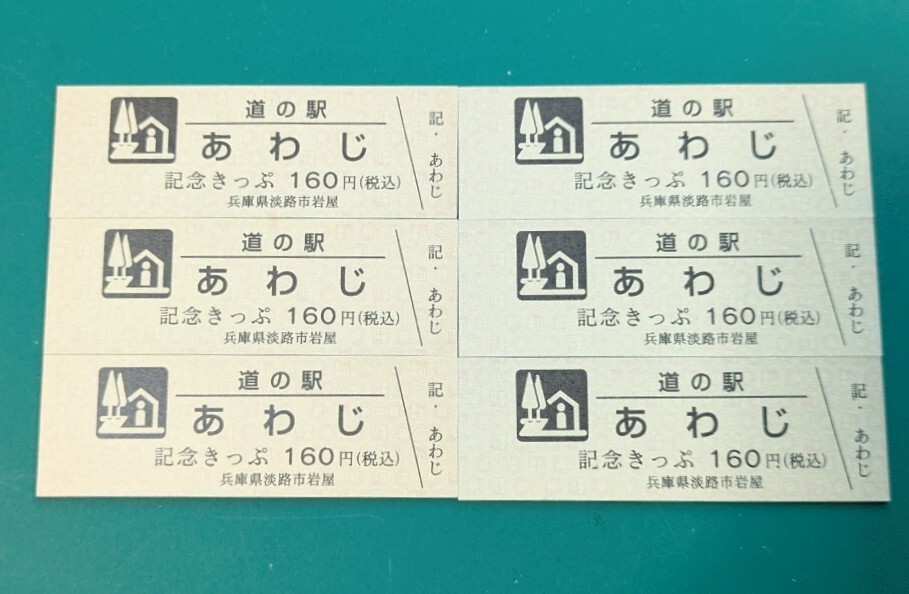 道の駅
あわじ
記念きっぷ 160円(税込)
兵庫県淡路市岩屋
記・あわじ
道の駅
あわじ
記念きっぷ 160円(税込)
兵庫県淡路市岩屋
記・あわじ
道の駅
あわじ
記念きっぷ 160円(税込)
兵庫県淡路市岩屋
記・あわじ
道の駅
あわじ
記念きっぷ 160円(税込)
兵庫県淡路市岩屋
記・あわじ
道の駅
あわじ
記念きっぷ 160円(税込)
兵庫県淡路市岩屋
記・あわじ
道の駅
あわじ
記念きっぷ 160円(税込)
兵庫県淡路市岩屋
記・あわじ